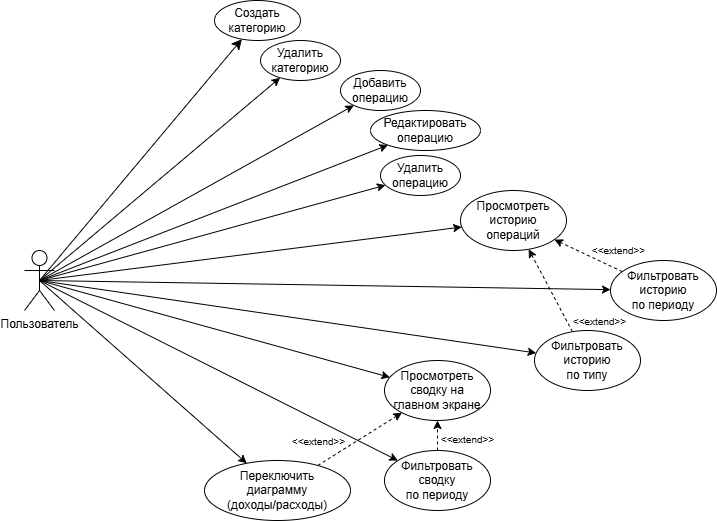 Создать
категорию
Удалить
категорию
Добавить
операцию
Редактировать
операцию
Удалить
операцию
Просмотреть
историю
операций
<<extend>>
Фильтровать
историю
по периоду
Пользователь
<<extend>>
Фильтровать
историю
по типу
Просмотреть
сводку на
главном экране
<<extend>>
<<extend>>
Переключить
диаграмму
(доходы/расходы)
Фильтровать
сводку
по периоду